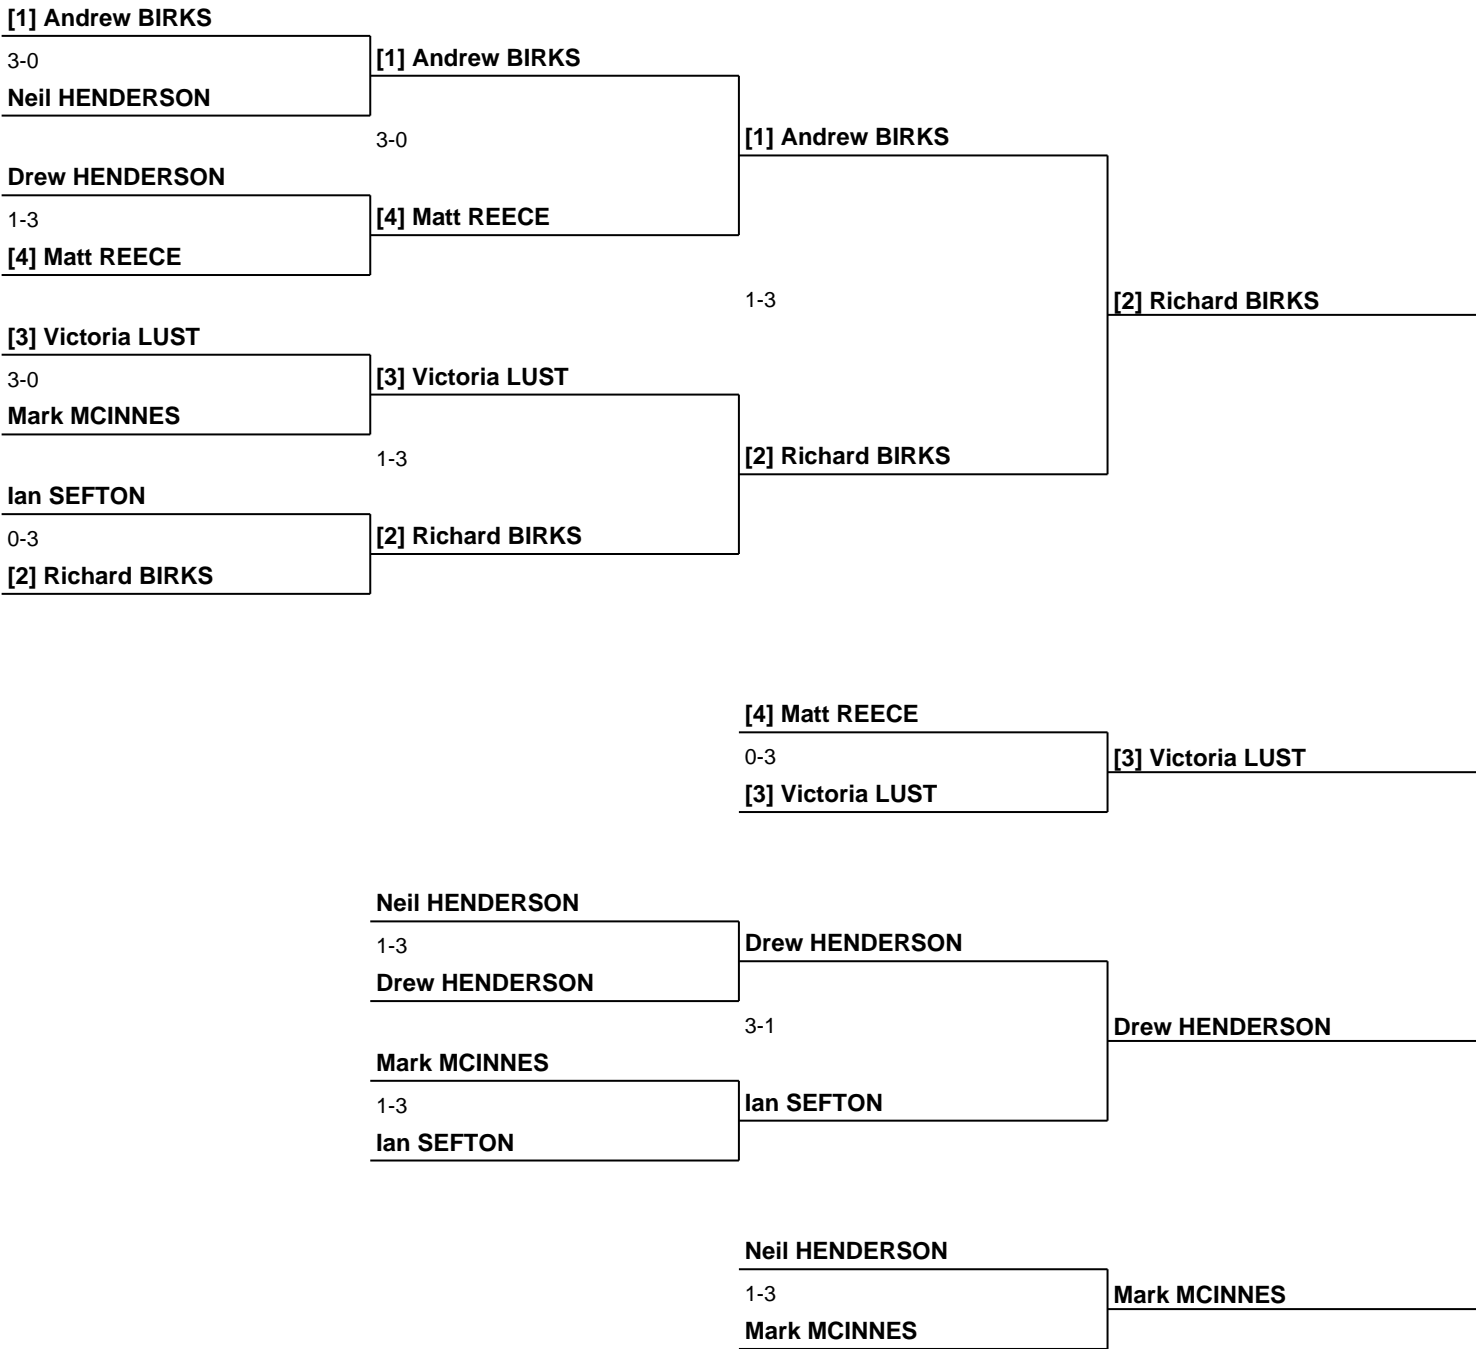 [1] Andrew BIRKS
3-0
Neil HENDERSON
[1] Andrew BIRKS
3-0
Drew HENDERSON
1-3
[4] Matt REECE
[4] Matt REECE
[1] Andrew BIRKS
1-3
[2] Richard BIRKS
[3] Victoria LUST
3-0
Mark MCINNES
[3] Victoria LUST
1-3
Ian SEFTON
0-3
[2] Richard BIRKS
[2] Richard BIRKS
[2] Richard BIRKS
[4] Matt REECE
0-3
[3] Victoria LUST
[3] Victoria LUST
Neil HENDERSON
1-3
Drew HENDERSON
Drew HENDERSON
3-1
Drew HENDERSON
Mark MCINNES
1-3
Ian SEFTON
Ian SEFTON
Neil HENDERSON
1-3
Mark MCINNES
Mark MCINNES